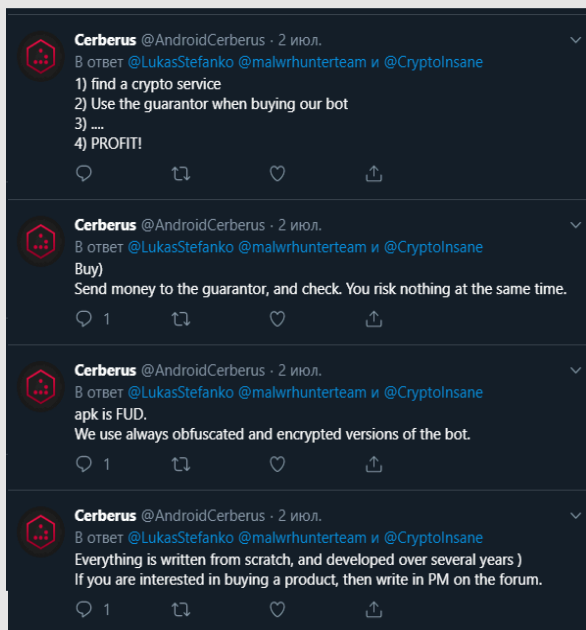 Cerberus @AndroidCerberus · 2 июл.
В ответ @LukasStefanko @malwrhunterteam и @CryptoInsane
1) find a crypto service
2) Use the guarantor when buying our bot
3) ....
4) PROFIT!
Cerberus @AndroidCerberus · 2 июл.
В ответ @LukasStefanko @malwrhunterteam и @CryptoInsane
Buy)
Send money to the guarantor, and check. You risk nothing at the same time.
1
Cerberus @AndroidCerberus · 2 июл.
В ответ @LukasStefanko @malwrhunterteam и @CryptoInsane
apk is FUD.
We use always obfuscated and encrypted versions of the bot.
1
Cerberus @AndroidCerberus · 2 июл.
В ответ @LukasStefanko @malwrhunterteam и @CryptoInsane
Everything is written from scratch, and developed over several years )
If you are interested in buying a product, then write in PM on the forum.
1